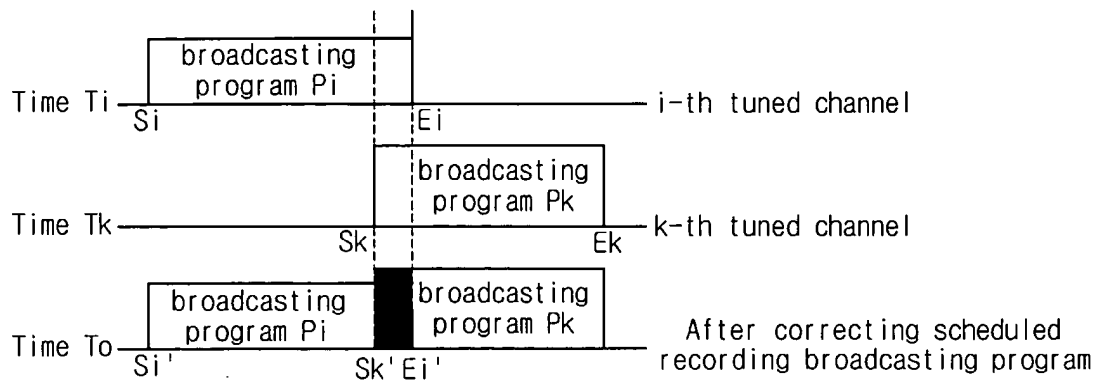 broadcasting
program Pi
Time Ti
i-th tuned channel
Si
Ei
broadcasting
program Pk
Time Tk
k-th tuned channel
Sk
Ek
broadcasting
program Pi
broadcasting
program Pk
Time To
After correcting scheduled
recording broadcasting program
Si'
Sk'
Ei'